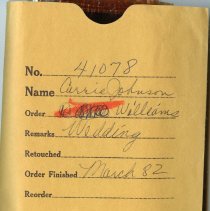 No. 41078
Name Carrie Johnson
Order Williams
Remarks Wedding
Retouched
Order Finished March 82
Reorder